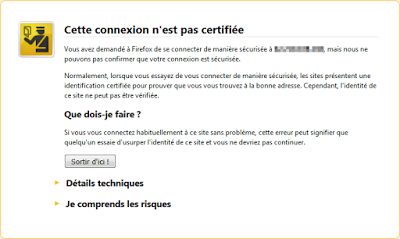 Cette connexion n'est pas certifiée
Vous avez demandé à Firefox de se connecter de manière sécurisée à , mais nous ne
pouvons pas confirmer que votre connexion est sécurisée.
Normalement, lorsque vous essayez de vous connecter de manière sécurisée, les sites présentent une
identification certifiée pour prouver que vous vous trouvez à la bonne adresse. Cependant, l'identité de
ce site ne peut pas être vérifiée.
Que dois-je faire ?
Si vous vous connectez habituellement à ce site sans problème, cette erreur peut signifier que
quelqu'un essaie d'usurper l'identité de ce site et vous ne devriez pas continuer.
Sortir d'ici !
Détails techniques
Je comprends les risques